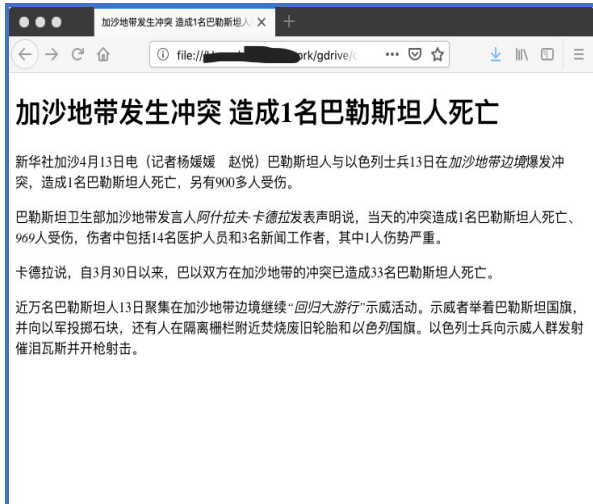 加沙地带发生冲突 造成1名巴勒斯坦人
file://
ork/gdrive/
加沙地带发生冲突 造成1名巴勒斯坦人死亡
新华社加沙4月13日电（记者杨媛媛　赵悦）巴勒斯坦人与以色列士兵13日在加沙地带边境爆发冲
突，造成1名巴勒斯坦人死亡，另有900多人受伤。
巴勒斯坦卫生部加沙地带发言人阿什拉夫·卡德拉发表声明说，当天的冲突造成1名巴勒斯坦人死亡、
969人受伤，伤者中包括14名医护人员和3名新闻工作者，其中1人伤势严重。
卡德拉说，自3月30日以来，巴以双方在加沙地带的冲突已造成33名巴勒斯坦人死亡。
近万名巴勒斯坦人13日聚集在加沙地带边境继续“回归大游行”示威活动。示威者举着巴勒斯坦国旗，
并向以军投掷石块，还有人在隔离栅栏附近焚烧废旧轮胎和以色列国旗。以色列士兵向示威人群发射
催泪瓦斯并开枪射击。